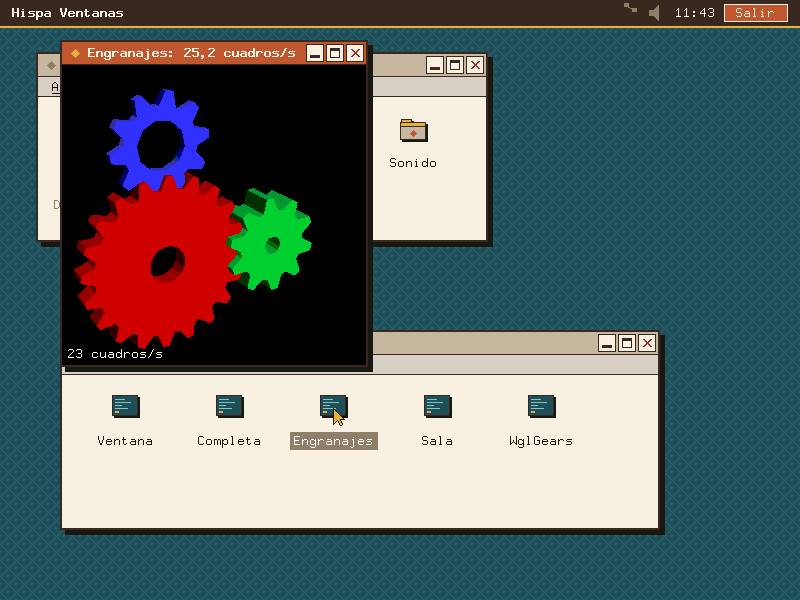 Hispa Ventanas
11:43
Salir
Engranajes: 25,2 cuadros/s
A
Sonido
D
23 cuadros/s
Ventana
Completa
Engranajes
Sala
WglGears